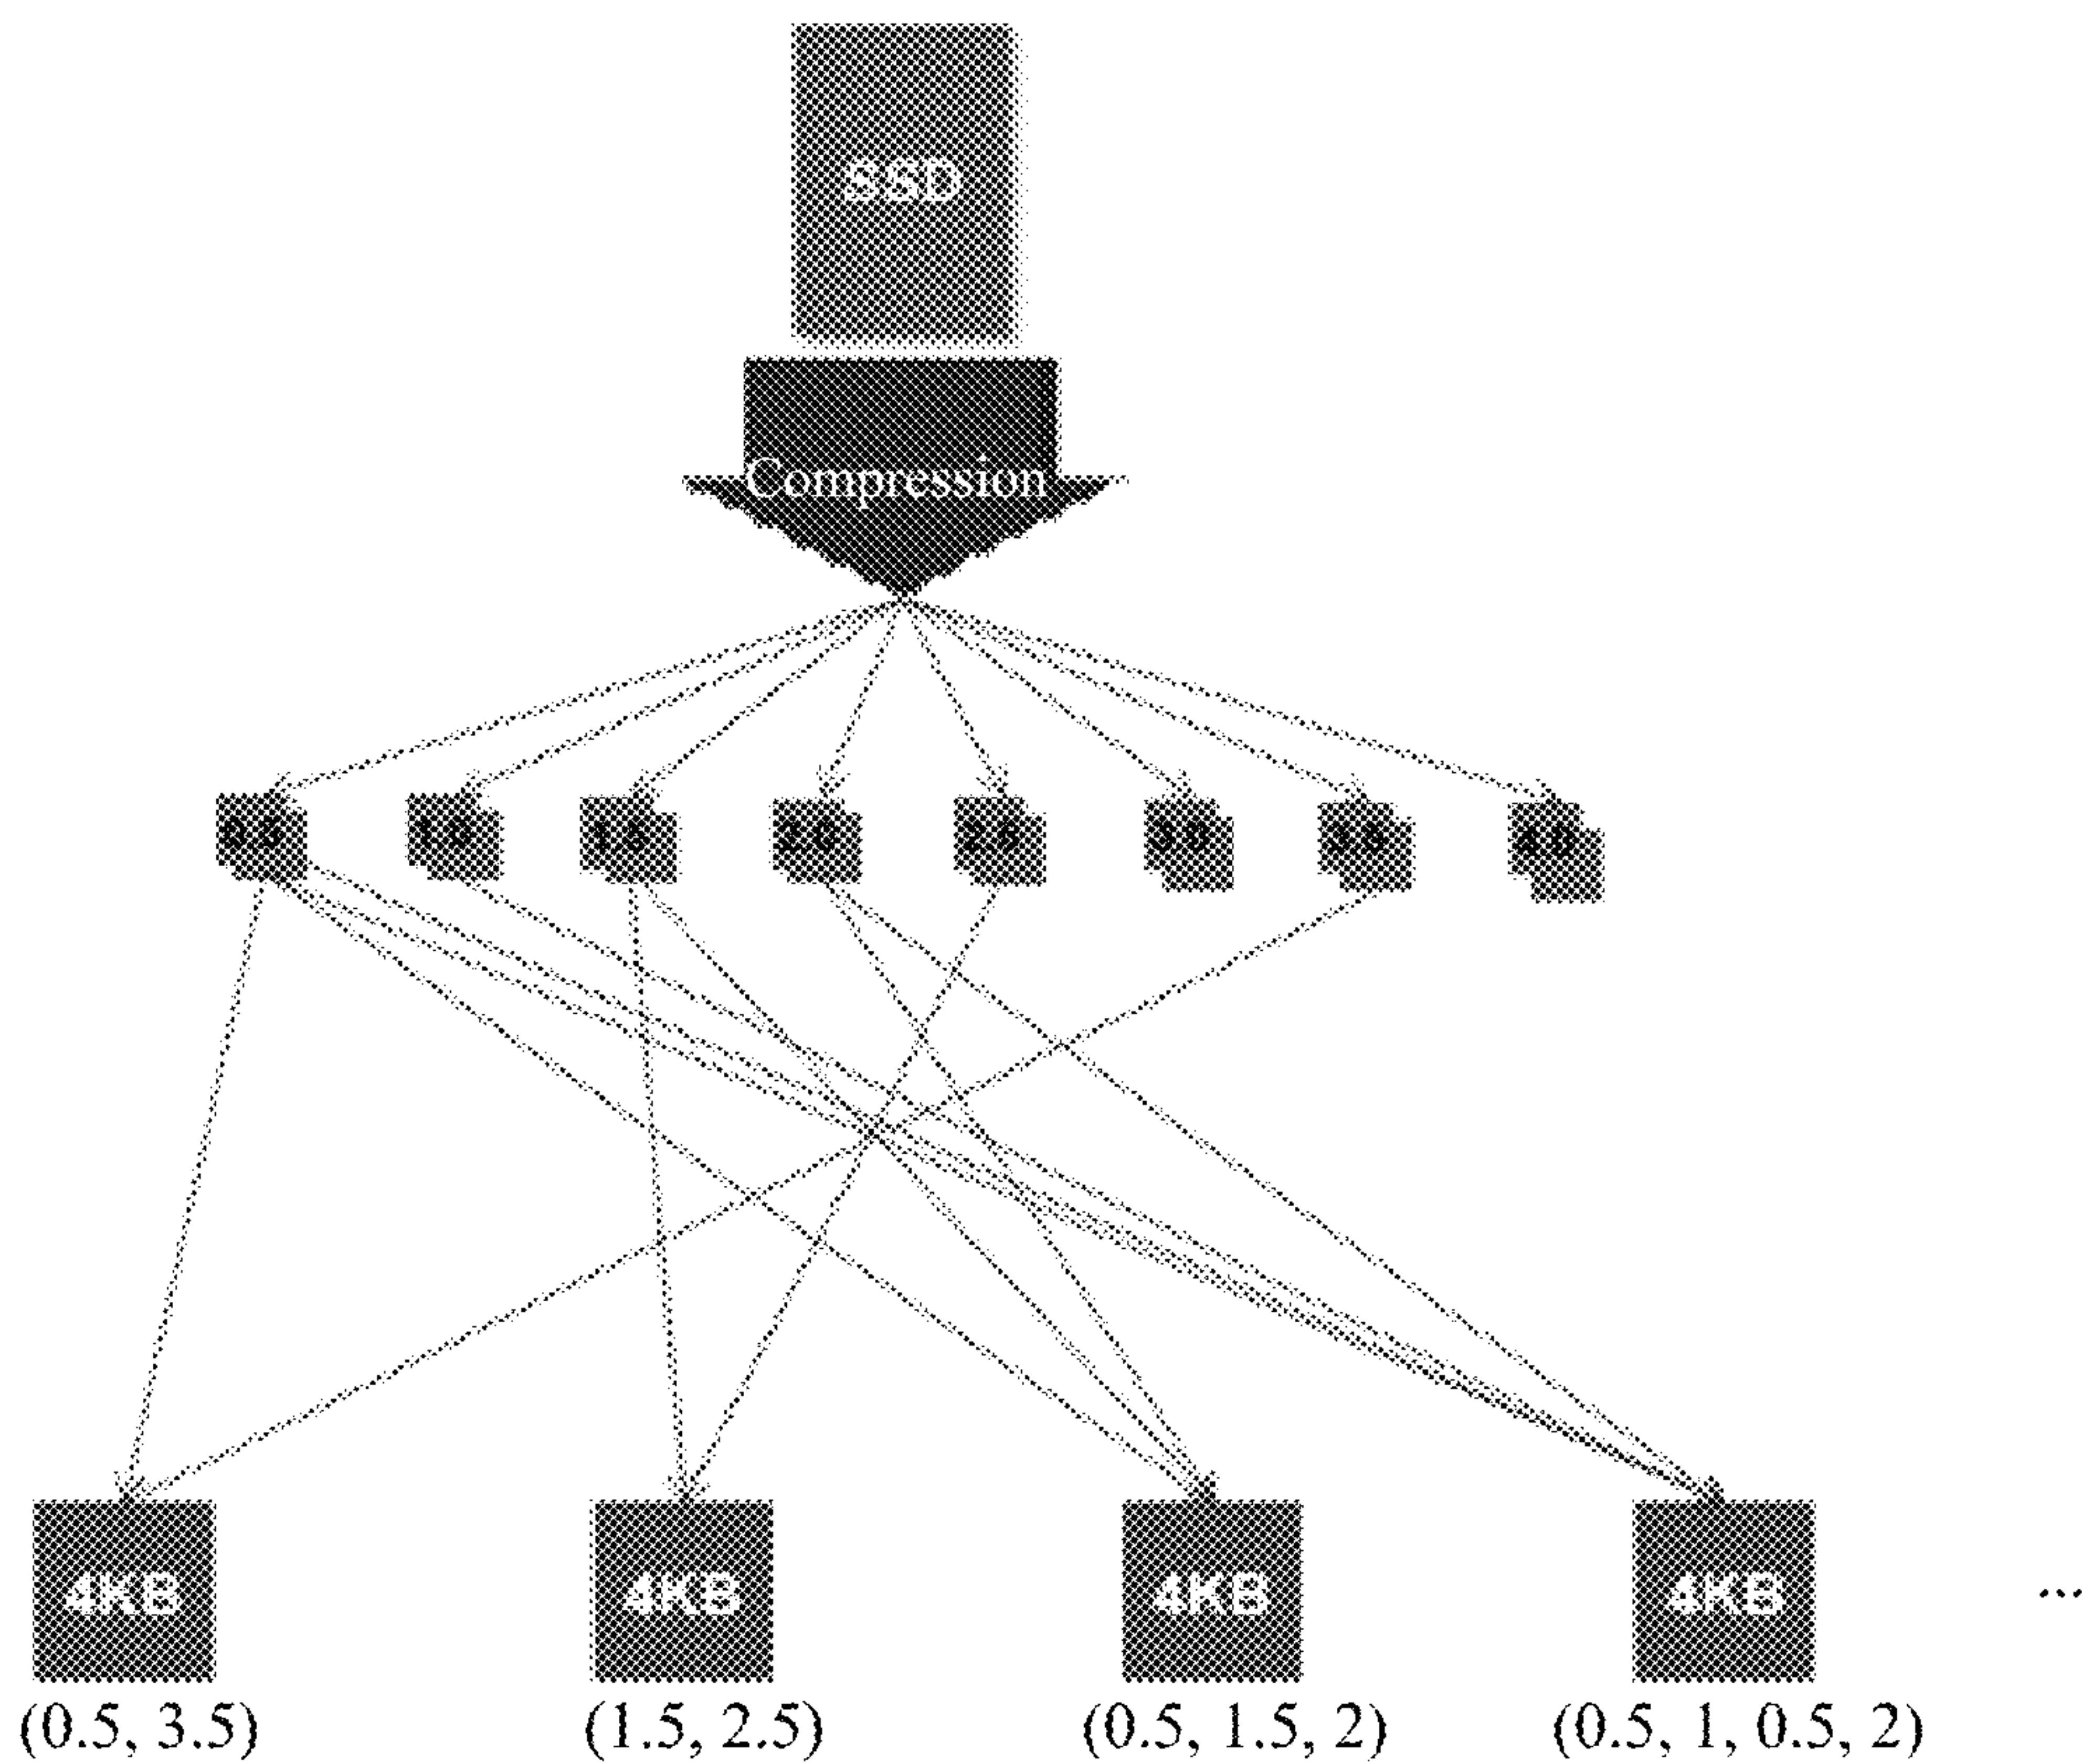 SSD
Compression
0.5 1.0 1.5 2.0 2.5 3.0 3.5 4.0
4KB 4KB 4KB 4KB ...
(0.5, 3.5) (1.5, 2.5) (0.5, 1.5, 2) (0.5, 1, 0.5, 2)